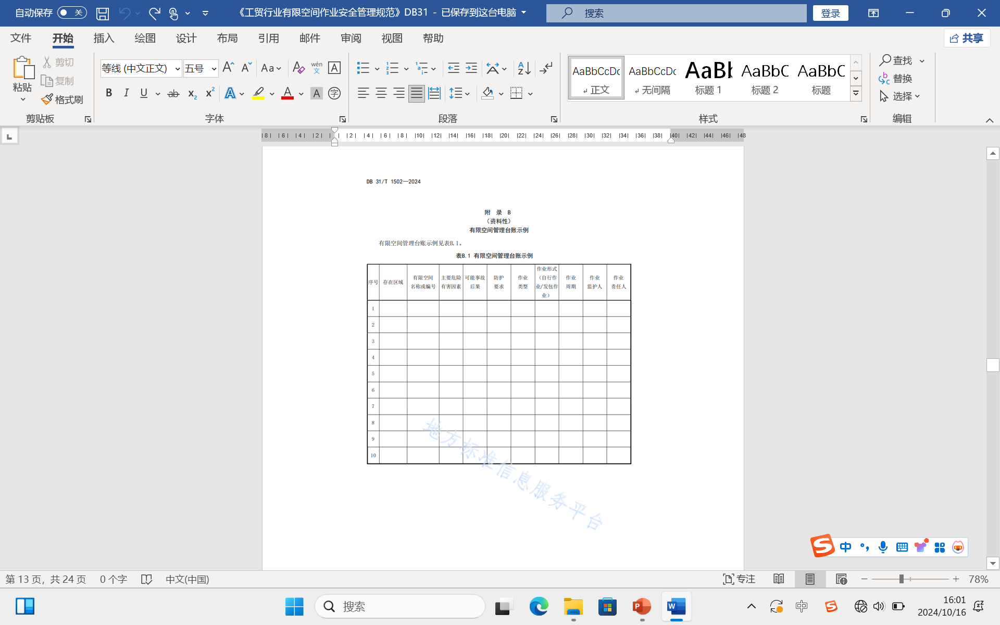 自动保存 关 《工贸行业有限空间作业安全管理规范》DB31 - 已保存到这台电脑 搜索 登录
文件 开始 插入 绘图 设计 布局 引用 邮件 审阅 视图 帮助 共享
粘贴 剪切 复制 格式刷
剪贴板
等线 (中文正文) 五号 Aa wén 文 A
B I U ab x₂ x² A A A 字
字体
段落
AaBbCcDc AaBbCcDc AaBb AaBbC AaBbC
正文 无间隔 标题 1 标题 2 标题
样式
查找
替换
选择
编辑
8 6 4 2 2 4 6 8 10 12 14 16 18 20 22 24 26 28 30 32 34 36 38 40 42 44 46 48
DB 31/T 1502—2024
附 录 B
（资料性）
有限空间管理台账示例
有限空间管理台账示例见表B.1。
表B.1 有限空间管理台账示例
序号 存在区域 有限空间名称或编号 主要危险有害因素 可能事故后果 防护要求 作业类型 作业形式（自行作业/发包作业） 作业周期 作业监护人 作业责任人
1
2
3
4
5
6
7
8
9
10
地方标准信息服务平台
中
第 13 页，共 24 页 0 个字 中文(中国) 专注 78%
搜索
中
16:01
2024/10/16